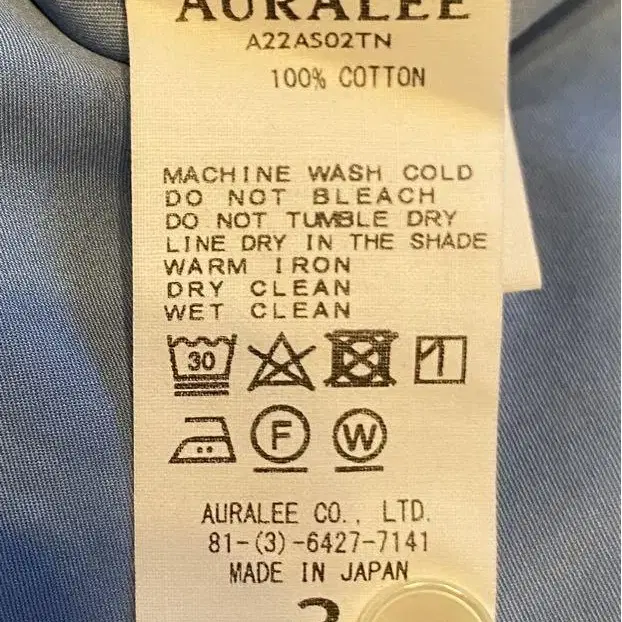 AURALEE
A22AS02TN
100% COTTON
MACHINE WASH COLD
DO NOT BLEACH
DO NOT TUMBLE DRY
LINE DRY IN THE SHADE
WARM IRON
DRY CLEAN
WET CLEAN
30
F W
AURALEE CO., LTD.
81-(3)-6427-7141
MADE IN JAPAN